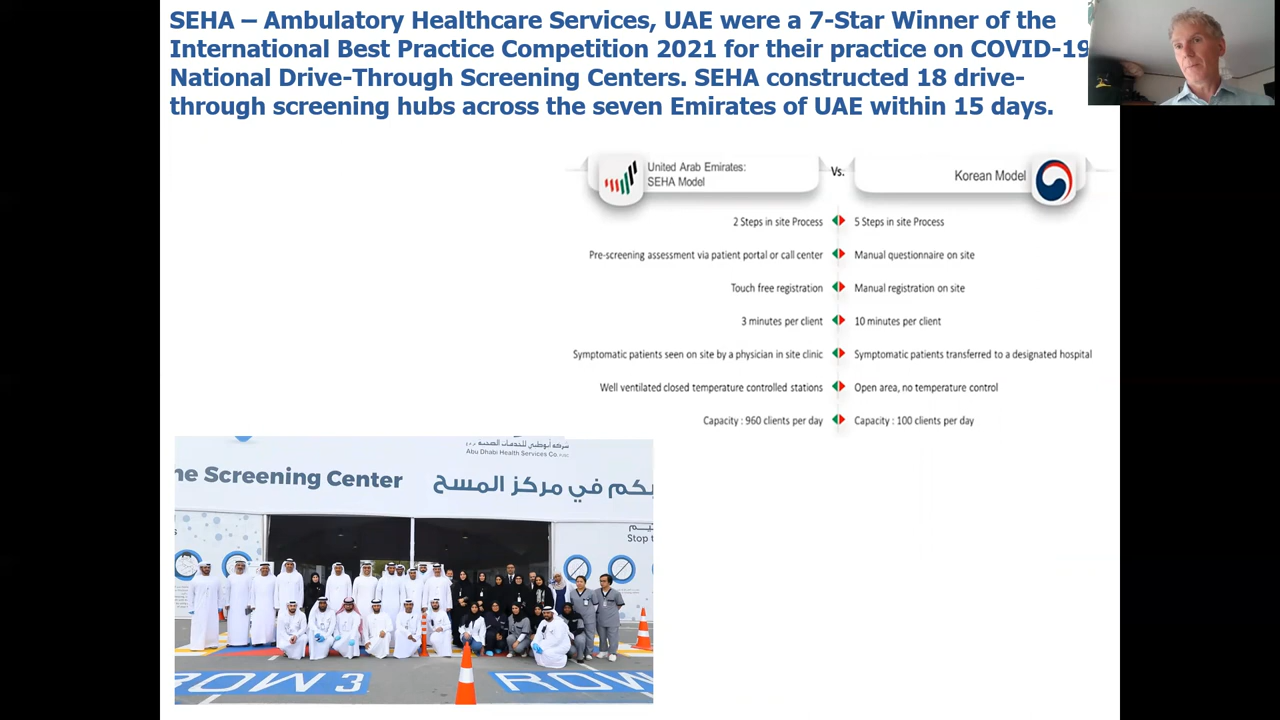 SEHA – Ambulatory Healthcare Services, UAE were a 7-Star Winner of the
International Best Practice Competition 2021 for their practice on COVID-19
National Drive-Through Screening Centers. SEHA constructed 18 drive-
through screening hubs across the seven Emirates of UAE within 15 days.
United Arab Emirates:
SEHA Model
Vs.
Korean Model
2 Steps in site Process
5 Steps in site Process
Pre-screening assessment via patient portal or call center
Manual questionnaire on site
Touch free registration
Manual registration on site
3 minutes per client
10 minutes per client
Symptomatic patients seen on site by a physician in site clinic
Symptomatic patients transferred to a designated hospital
Well ventilated closed temperature controlled stations
Open area, no temperature control
Capacity : 960 clients per day
Capacity : 100 clients per day
شركة أبوظبي للخدمات الصحية
Abu Dhabi Health Services Co.
he Screening Center
بكم في مركز المسح
Stop t
ROW 3
ROW